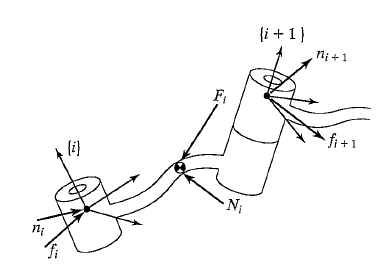 {i + 1}
n_{i + 1}
F_i
{i}
f_{i + 1}
N_i
n_i
f_i